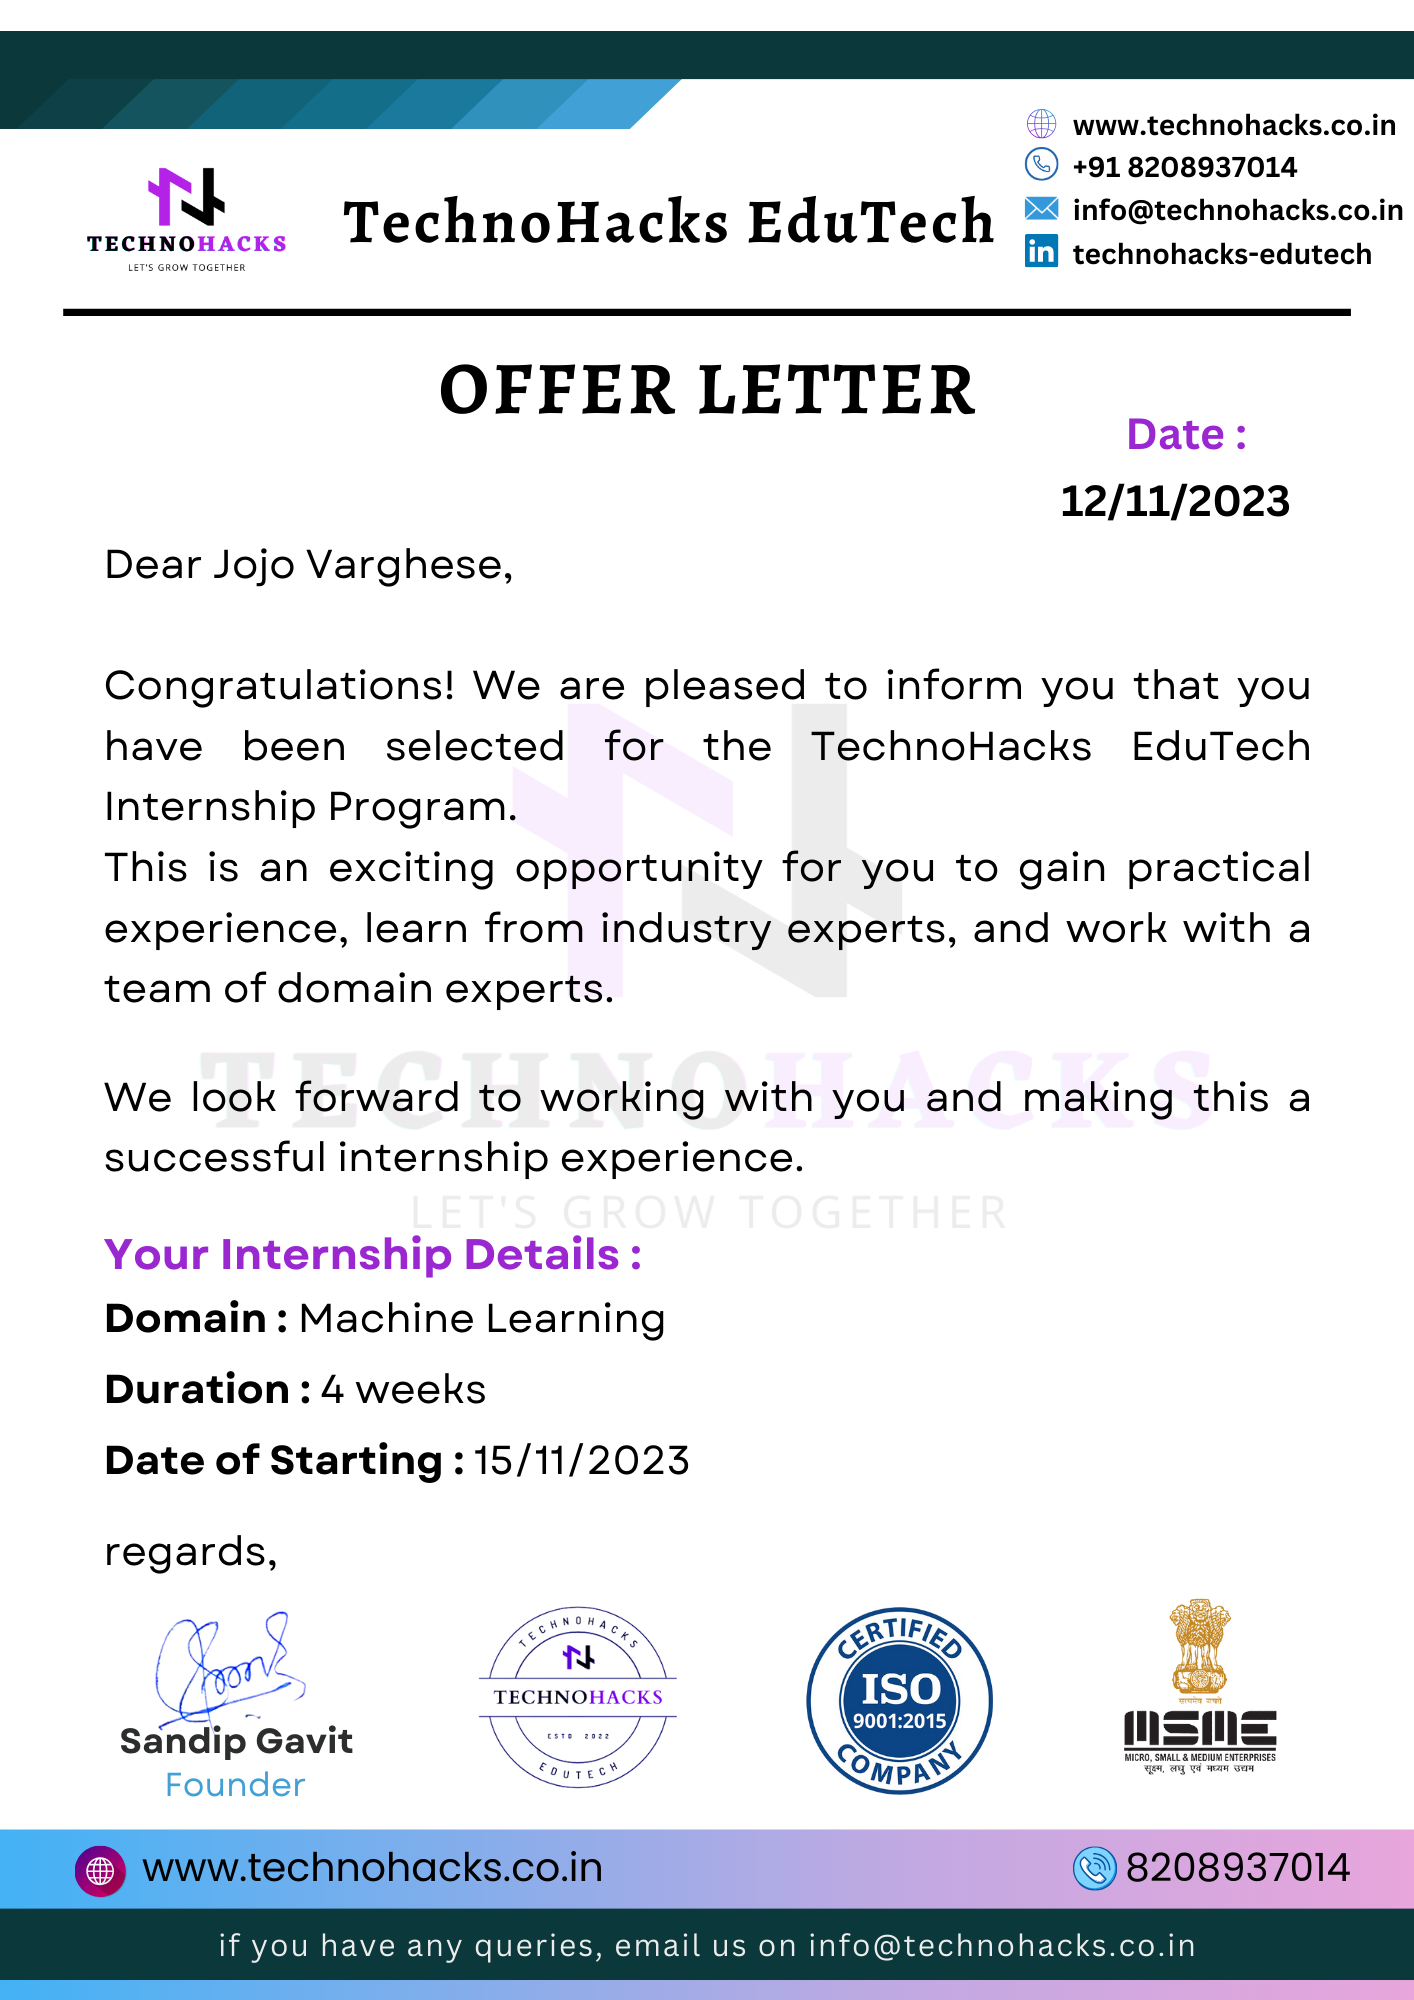 www.technohacks.co.in
+91 8208937014
info@technohacks.co.in
technohacks-edutech
TECHNOHACKS
LET'S GROW TOGETHER
TechnoHacks EduTech
OFFER LETTER
Date :
12/11/2023
Dear Jojo Varghese,
Congratulations! We are pleased to inform you that you
have been selected for the TechnoHacks EduTech
Internship Program.
This is an exciting opportunity for you to gain practical
experience, learn from industry experts, and work with a
team of domain experts.
TECHNOHACKS
We look forward to working with you and making this a
successful internship experience.
LET'S GROW TOGETHER
Your Internship Details :
Domain : Machine Learning
Duration : 4 weeks
Date of Starting : 15/11/2023
regards,
Sandip Gavit
Founder
TECHNOHACKS
TECHNOHACKS
ESTD 2022
EDUTECH
CERTIFIED
ISO
9001:2015
COMPANY
सत्यमेव जयते
MSME
MICRO, SMALL & MEDIUM ENTERPRISES
सूक्ष्म, लघु एवं मध्यम उद्यम
www.technohacks.co.in
8208937014
if you have any queries, email us on info@technohacks.co.in